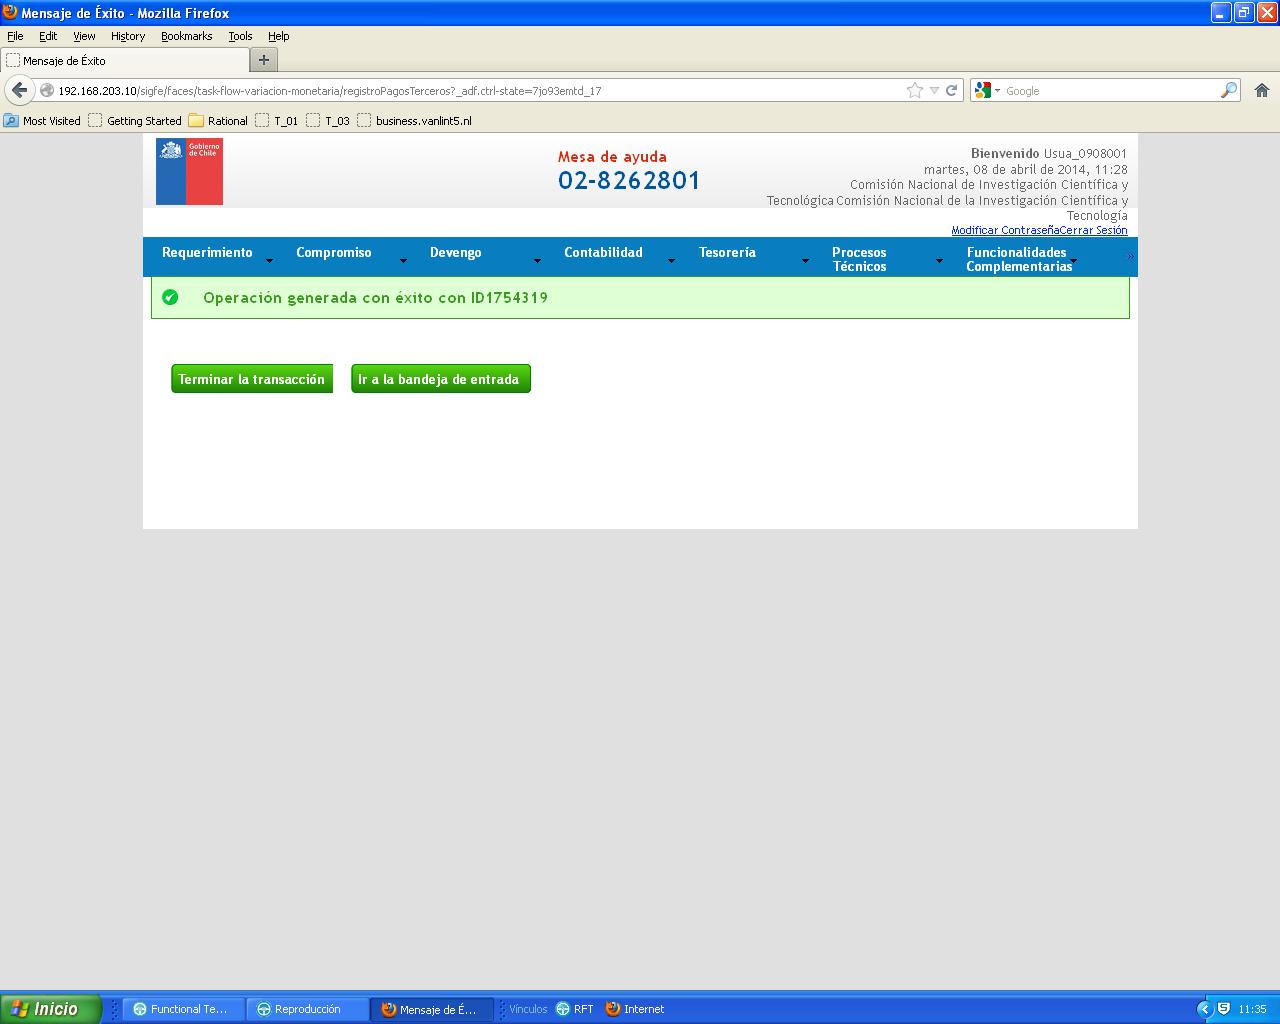 Mensaje de Éxito - Mozilla Firefox
File Edit View History Bookmarks Tools Help
Mensaje de Éxito
192.168.203.10/sigfe/faces/task-flow-variacion-monetaria/registroPagosTerceros?_adf.ctrl-state=7jo93emtd_17
Google
Most Visited Getting Started Rational T_01 T_03 business.vanlint5.nl
Gobierno
de Chile
Mesa de ayuda
02-8262801
Bienvenido Usua_0908001
martes, 08 de abril de 2014, 11:28
Comisión Nacional de Investigación Científica y
Tecnológica Comisión Nacional de la Investigación Científica y
Tecnología
Modificar ContraseñaCerrar Sesión
Requerimiento Compromiso Devengo Contabilidad Tesorería Procesos Técnicos Funcionalidades Complementarias »
Operación generada con éxito con ID1754319
Terminar la transacción Ir a la bandeja de entrada
Inicio Functional Te... Reproducción Mensaje de É... Vínculos RFT Internet 11:35